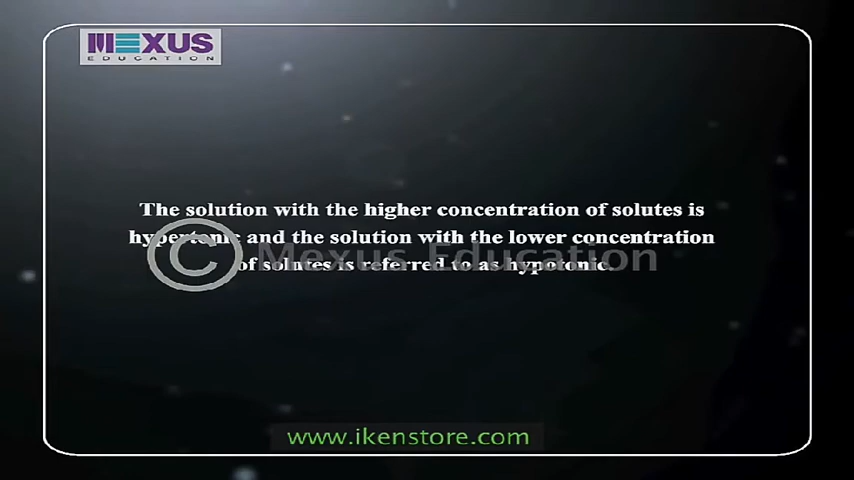 MEXUS
EDUCATION
The solution with the higher concentration of solutes is
hypertonic and the solution with the lower concentration
of solutes is referred to as hypotonic.
© Mexus Education
www.ikenstore.com